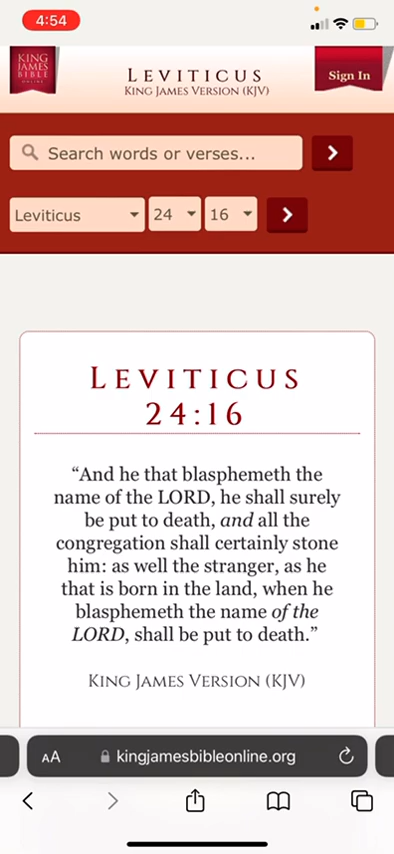 4:54
KING
JAMES
BIBLE
ONLINE
LEVITICUS
KING JAMES VERSION (KJV)
Sign In
Search words or verses...
Leviticus 24 16
LEVITICUS
24:16
“And he that blasphemeth the
name of the LORD, he shall surely
be put to death, and all the
congregation shall certainly stone
him: as well the stranger, as he
that is born in the land, when he
blasphemeth the name of the
LORD, shall be put to death.”
KING JAMES VERSION (KJV)
AA kingjamesbibleonline.org